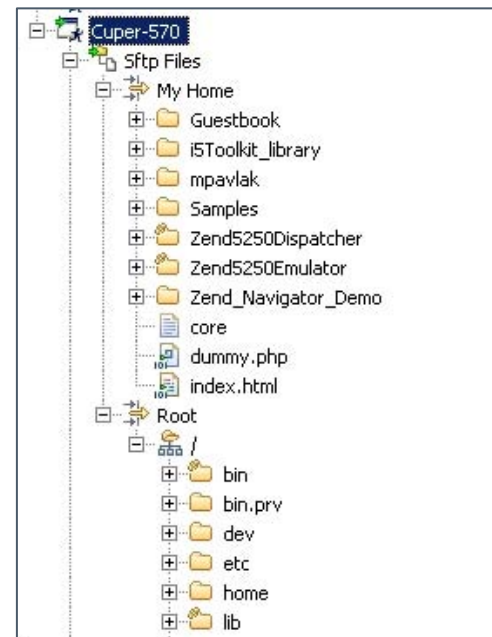 Cuper-570
Sftp Files
My Home
Guestbook
i5Toolkit_library
mpavlak
Samples
Zend5250Dispatcher
Zend5250Emulator
Zend_Navigator_Demo
core
dummy.php
index.html
Root
/
bin
bin.prv
dev
etc
home
lib